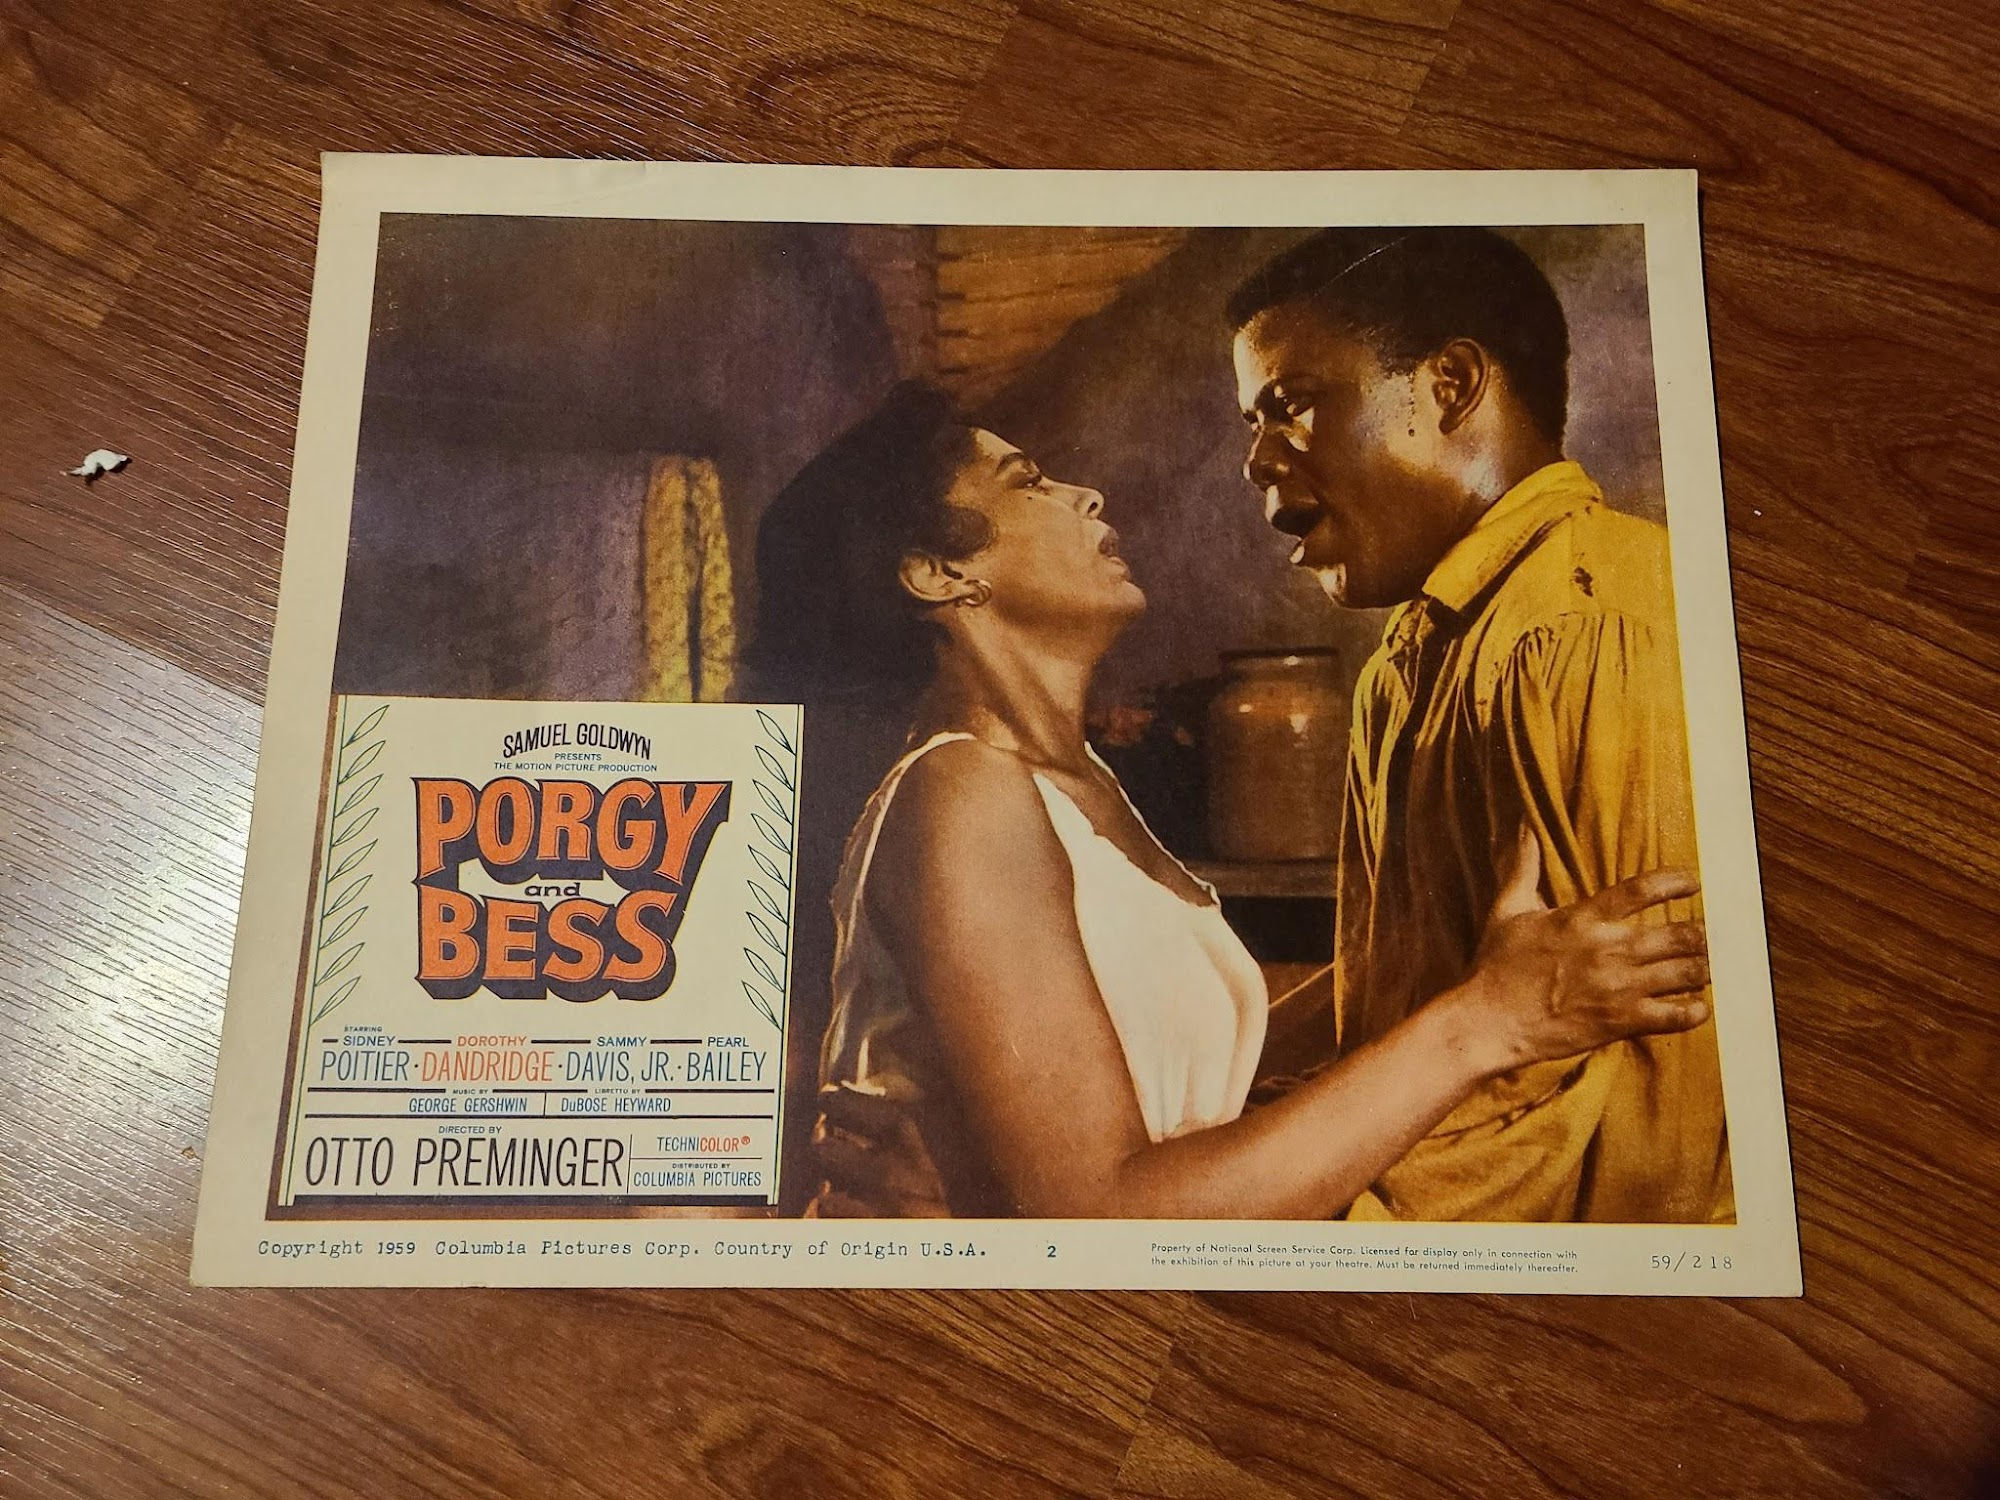 SAMUEL GOLDWYN
PRESENTS
THE MOTION PICTURE PRODUCTION
PORGY
and
BESS
STARRING
SIDNEY DOROTHY SAMMY PEARL
POITIER · DANDRIDGE · DAVIS, JR. · BAILEY
MUSIC BY LIBRETTO BY
GEORGE GERSHWIN DuBOSE HEYWARD
DIRECTED BY
OTTO PREMINGER
TECHNICOLOR®
DISTRIBUTED BY
COLUMBIA PICTURES
Copyright 1959 Columbia Pictures Corp. Country of Origin U.S.A. 2
Property of National Screen Service Corp. Licensed for display only in connection with
the exhibition of this picture at your theatre. Must be returned immediately thereafter.
59/218